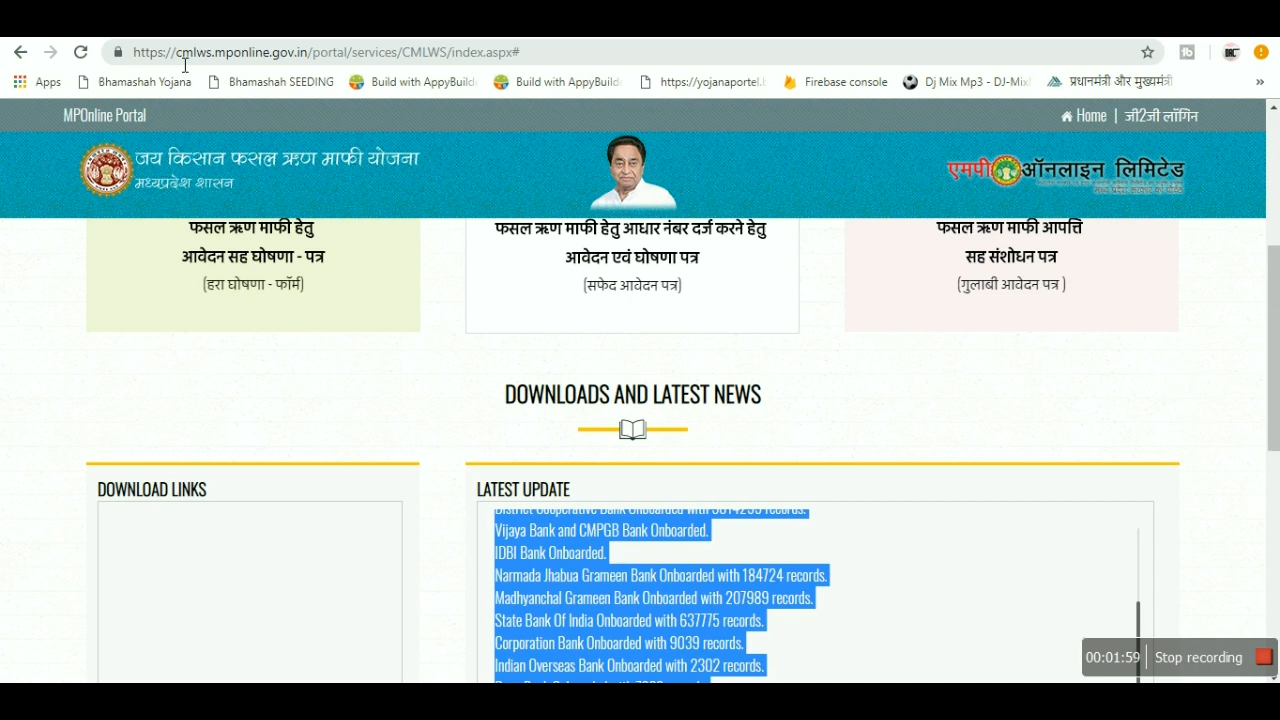 https://cmlws.mponline.gov.in/portal/services/CMLWS/index.aspx#
Apps Bhamashah Yojana Bhamashah SEEDING Build with AppyBuild Build with AppyBuild https://yojanaportal. Firebase console Dj Mix Mp3 - DJ-Mix प्रधानमंत्री और मुख्यमंत्री »
MPOnline Portal Home | जी2जी लॉगिन
जय किसान फसल ऋण माफी योजना
मध्यप्रदेश शासन
एमपी ऑनलाइन लिमिटेड
फसल ऋण माफी हेतु
आवेदन सह घोषणा - पत्र
(हरा घोषणा - फॉर्म)
फसल ऋण माफी हेतु आधार नंबर दर्ज करने हेतु
आवेदन एवं घोषणा पत्र
(सफेद आवेदन पत्र)
फसल ऋण माफी आपत्ति
सह संशोधन पत्र
(गुलाबी आवेदन पत्र )
DOWNLOADS AND LATEST NEWS
DOWNLOAD LINKS
LATEST UPDATE
District Cooperative Bank Onboarded with records.
Vijaya Bank and CMPGB Bank Onboarded.
IDBI Bank Onboarded.
Narmada Jhabua Grameen Bank Onboarded with 184724 records.
Madhyanchal Grameen Bank Onboarded with 207989 records.
State Bank Of India Onboarded with 637775 records.
Corporation Bank Onboarded with 9039 records.
Indian Overseas Bank Onboarded with 2302 records.
00:01:59 Stop recording